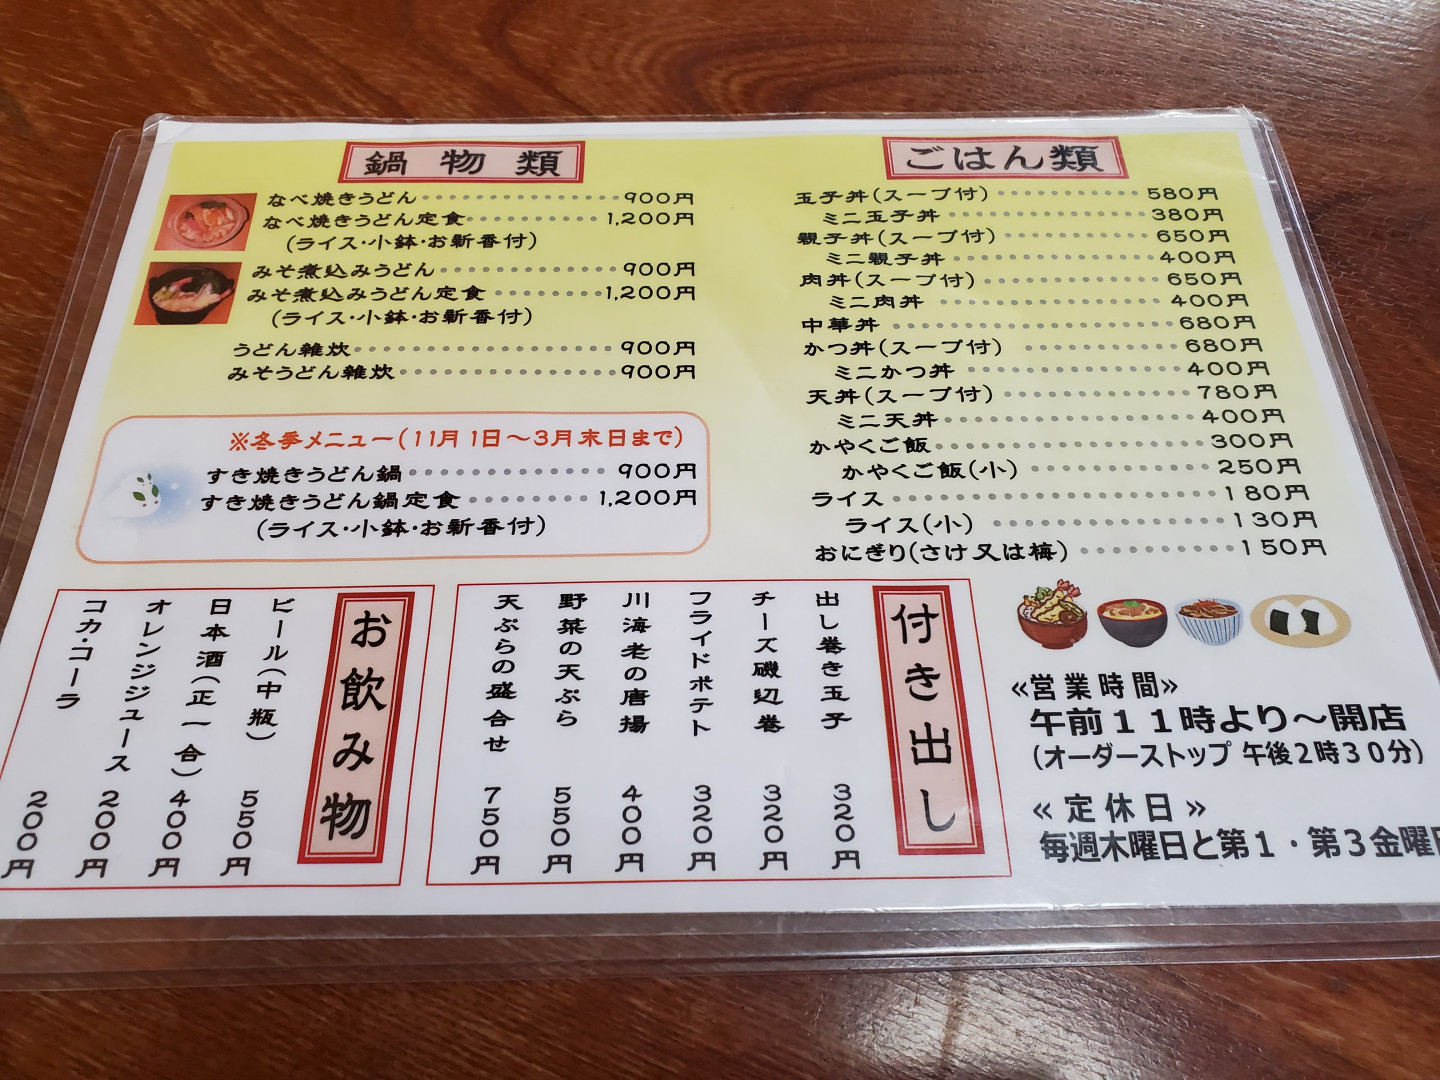 鍋物類
なべ焼きうどん 900円
なべ焼きうどん定食 1,200円
(ライス・小鉢・お新香付)
みそ煮込みうどん 900円
みそ煮込みうどん定食 1,200円
(ライス・小鉢・お新香付)
うどん雑炊 900円
みそうどん雑炊 900円
※冬季メニュー(11月1日～3月末日まで)
すき焼きうどん鍋 900円
すき焼きうどん鍋定食 1,200円
(ライス・小鉢・お新香付)
ごはん類
玉子丼(スープ付) 580円
ミニ玉子丼 380円
親子丼(スープ付) 650円
ミニ親子丼 400円
肉丼(スープ付) 650円
ミニ肉丼 400円
中華丼 680円
かつ丼(スープ付) 680円
ミニかつ丼 400円
天丼(スープ付) 780円
ミニ天丼 400円
かやくご飯 300円
かやくご飯(小) 250円
ライス 180円
ライス(小) 130円
おにぎり(さけ又は梅) 150円
お飲み物
ビール(中瓶) 550円
日本酒(正一合) 400円
オレンジジュース 200円
コカ・コーラ 200円
付き出し
出し巻き玉子 320円
チーズ磯辺巻 320円
フライドポテト 320円
川海老の唐揚 400円
野菜の天ぷら 550円
天ぷらの盛合せ 750円
≪営業時間≫
午前11時より～開店
(オーダーストップ 午後2時30分)
≪定休日≫
毎週木曜日と第1・第3金曜日